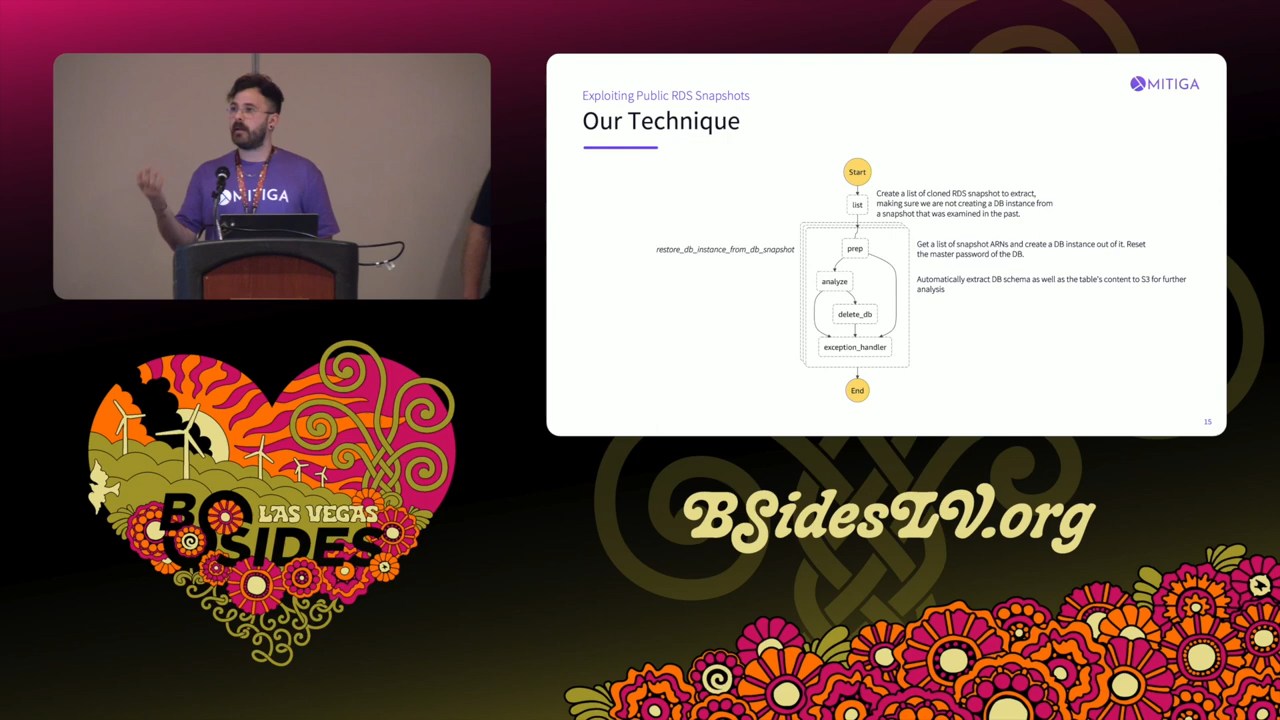 MITIGA
Exploiting Public RDS Snapshots
Our Technique
MITIGA
Start
list
Create a list of cloned RDS snapshot to extract,
making sure we are not creating a DB instance from
a snapshot that was examined in the past.
restore_db_instance_from_db_snapshot
prep
Get a list of snapshot ARNs and create a DB instance out of it. Reset
the master password of the DB.
analyze
Automatically extract DB schema as well as the table's content to S3 for further
analysis
delete_db
exception_handler
End
15
BSIDES
LAS VEGAS
BSidesLV.org